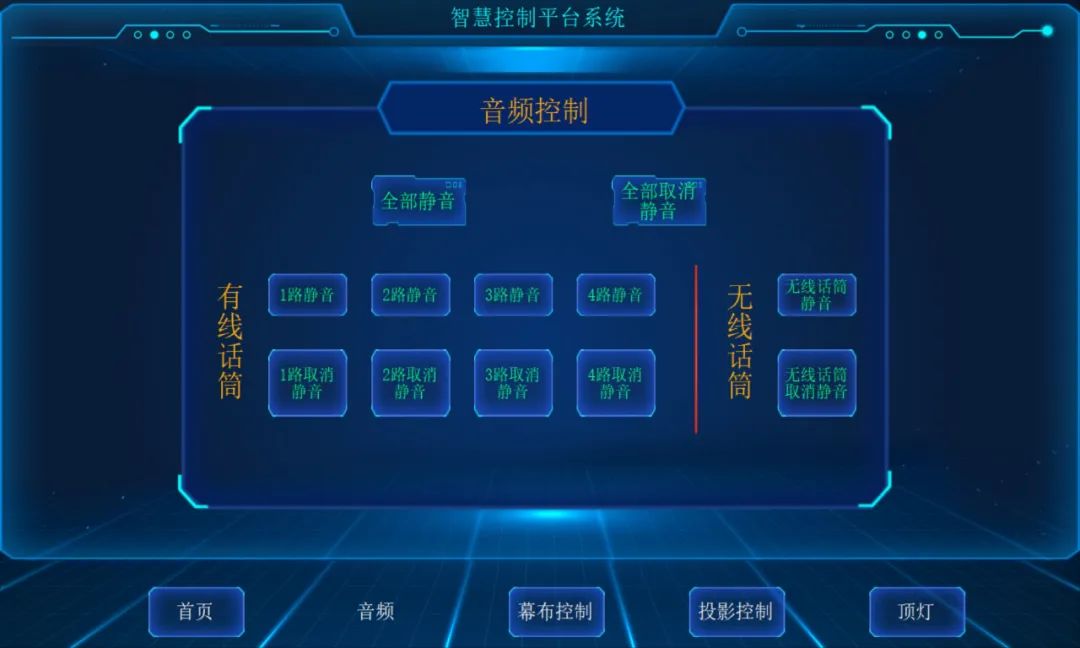 智慧控制平台系统
音频控制
全部静音
全部取消
静音
有线话筒
1路静音
2路静音
3路静音
4路静音
1路取消
静音
2路取消
静音
3路取消
静音
4路取消
静音
无线话筒
无线话筒
静音
无线话筒
取消静音
首页
音频
幕布控制
投影控制
顶灯